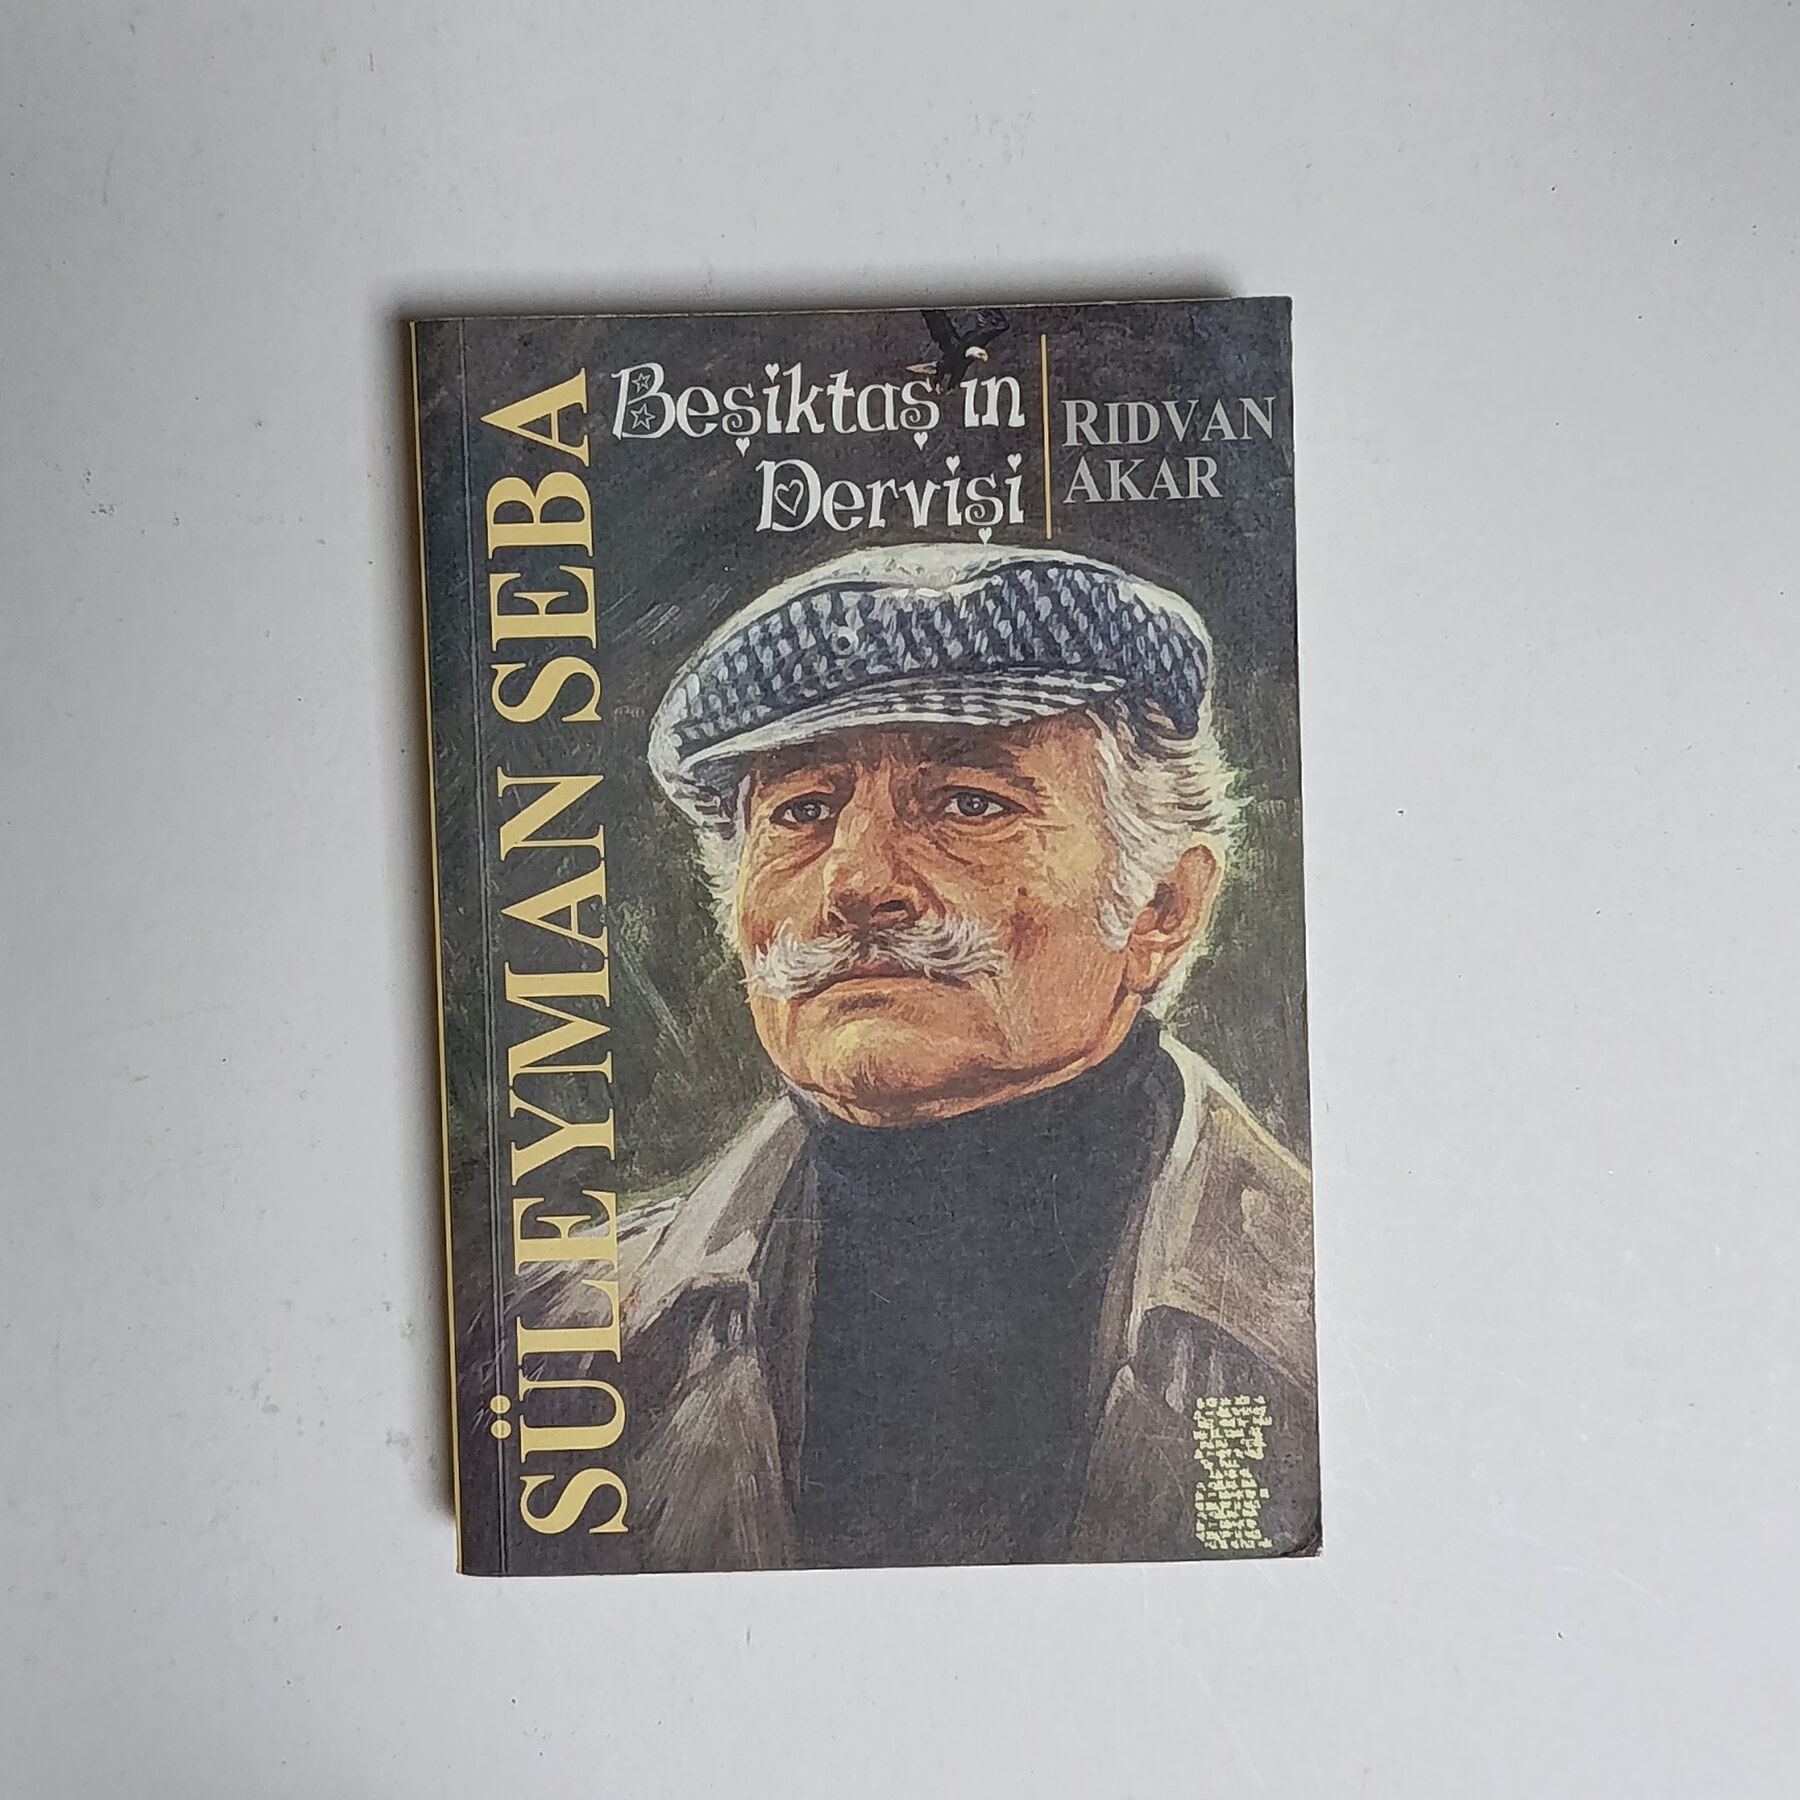 SÜLEYMAN SEBA
Beşiktaş'ın
Dervişi
RIDVAN
AKAR